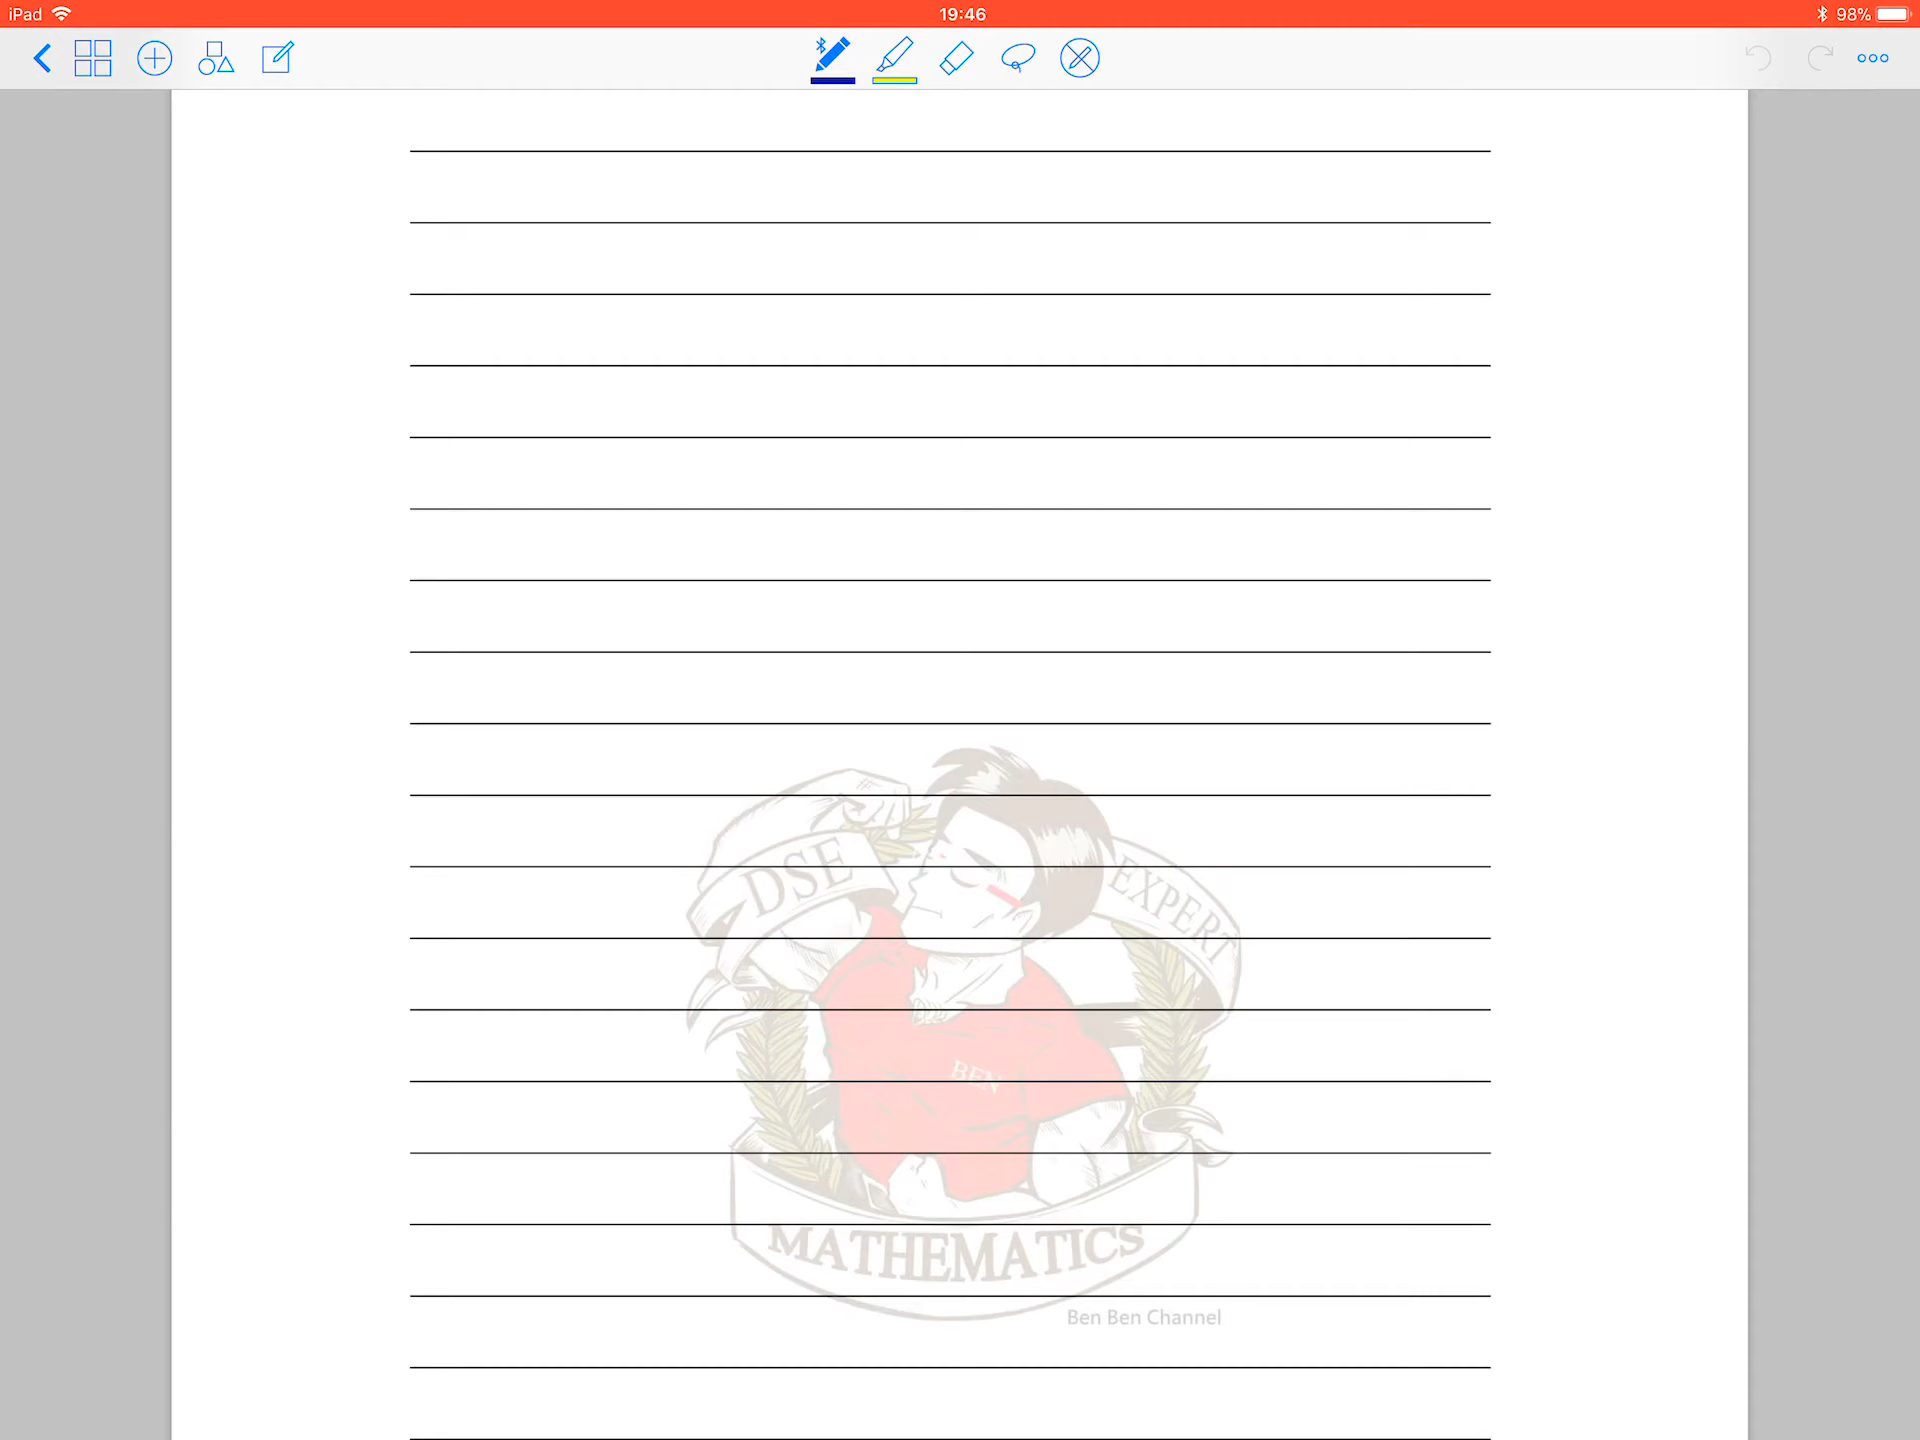 iPad
19:46
98%
DSE
EXPERT
BEN
MATHEMATICS
Ben Ben Channel